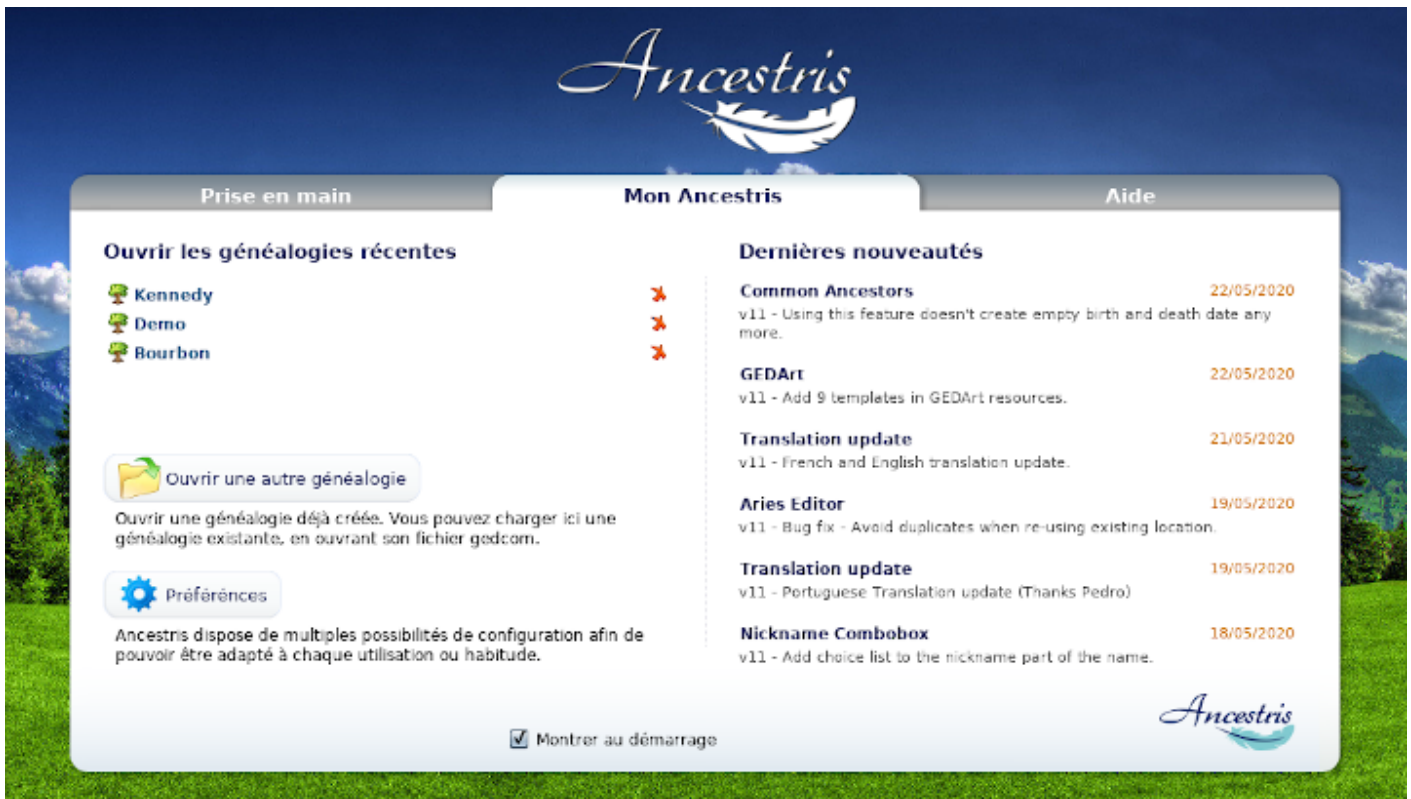 Ancestris
Prise en main
Mon Ancestris
Aide
Ouvrir les généalogies récentes
Kennedy
Demo
Bourbon
Ouvrir une autre généalogie
Ouvrir une généalogie déjà créée. Vous pouvez charger ici une
généalogie existante, en ouvrant son fichier gedcom.
Préférénces
Ancestris dispose de multiples possibilités de configuration afin de
pouvoir être adapté à chaque utilisation ou habitude.
Dernières nouveautés
Common Ancestors 22/05/2020
v11 - Using this feature doesn't create empty birth and death date any
more.
GEDArt 22/05/2020
v11 - Add 9 templates in GEDArt resources.
Translation update 21/05/2020
v11 - French and English translation update.
Aries Editor 19/05/2020
v11 - Bug fix - Avoid duplicates when re-using existing location.
Translation update 19/05/2020
v11 - Portuguese Translation update (Thanks Pedro)
Nickname Combobox 18/05/2020
v11 - Add choice list to the nickname part of the name.
Ancestris
Montrer au démarrage